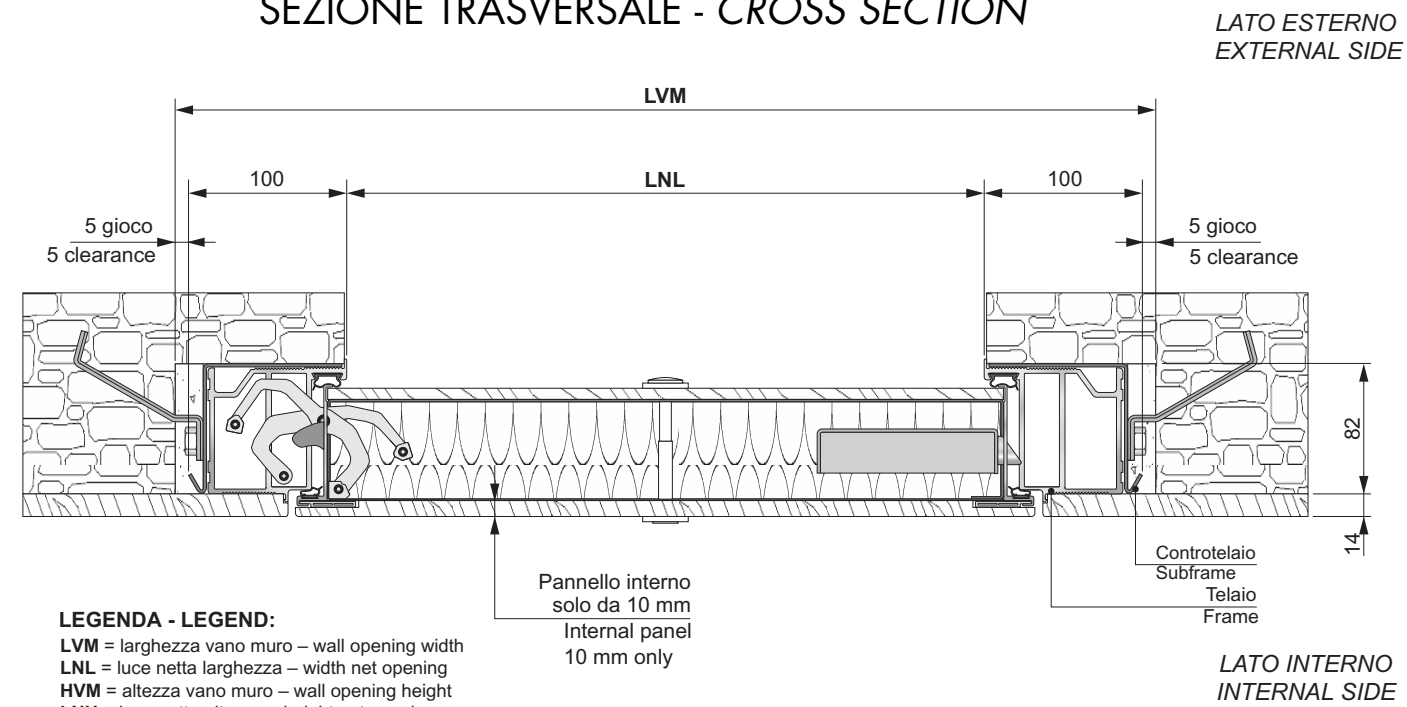 SEZIONE TRASVERSALE - CROSS SECTION
LATO ESTERNO
EXTERNAL SIDE
LVM
100
LNL
100
5 gioco
5 clearance
5 gioco
5 clearance
82
14
Controtelaio
Subframe
Telaio
Frame
Pannello interno
solo da 10 mm
Internal panel
10 mm only
LEGENDA - LEGEND:
LVM = larghezza vano muro – wall opening width
LNL = luce netta larghezza – width net opening
HVM = altezza vano muro – wall opening height
LATO INTERNO
INTERNAL SIDE